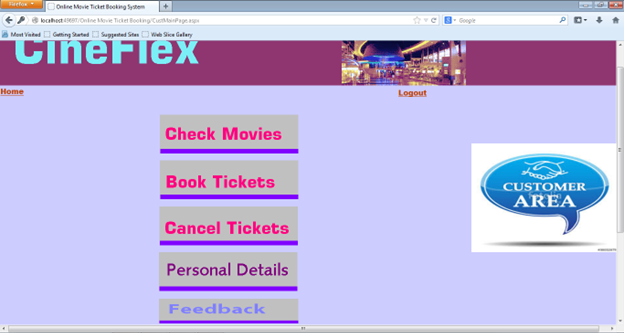 Firefox
Online Movie Ticket Booking System
localhost:49697/Online Movie Ticket Booking/CustMainPage.aspx
Google
Most Visited Getting Started Suggested Sites Web Slice Gallery
CineFlex
Home
Logout
Check Movies
Book Tickets
Cancel Tickets
Personal Details
Feedback
CUSTOMER
AREA